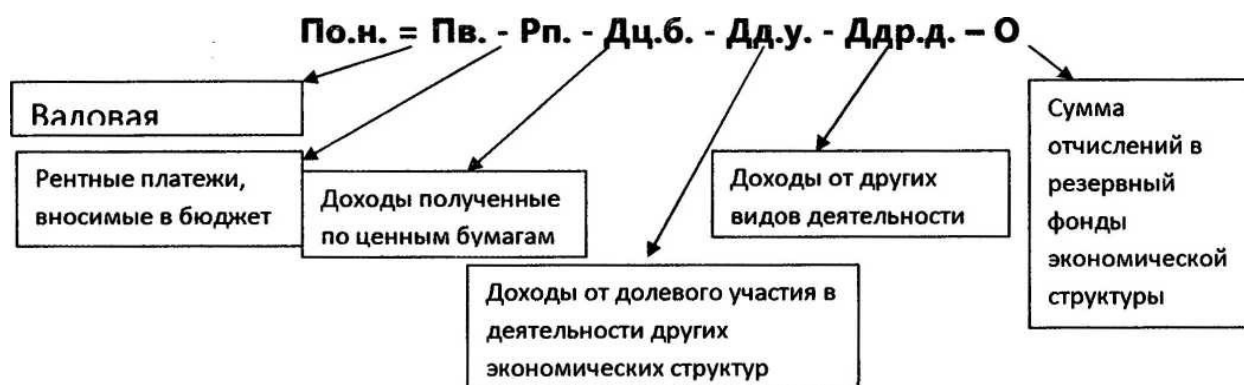 По.н. = Пв. - Рп. - Дц.б. - Дд.у. - Ддр.д. – О
Валовая
Рентные платежи,
вносимые в бюджет
Доходы полученные
по ценным бумагам
Доходы от долевого участия в
деятельности других
экономических структур
Доходы от других
видов деятельности
Сумма
отчислений в
резервный
фонды
экономической
структуры